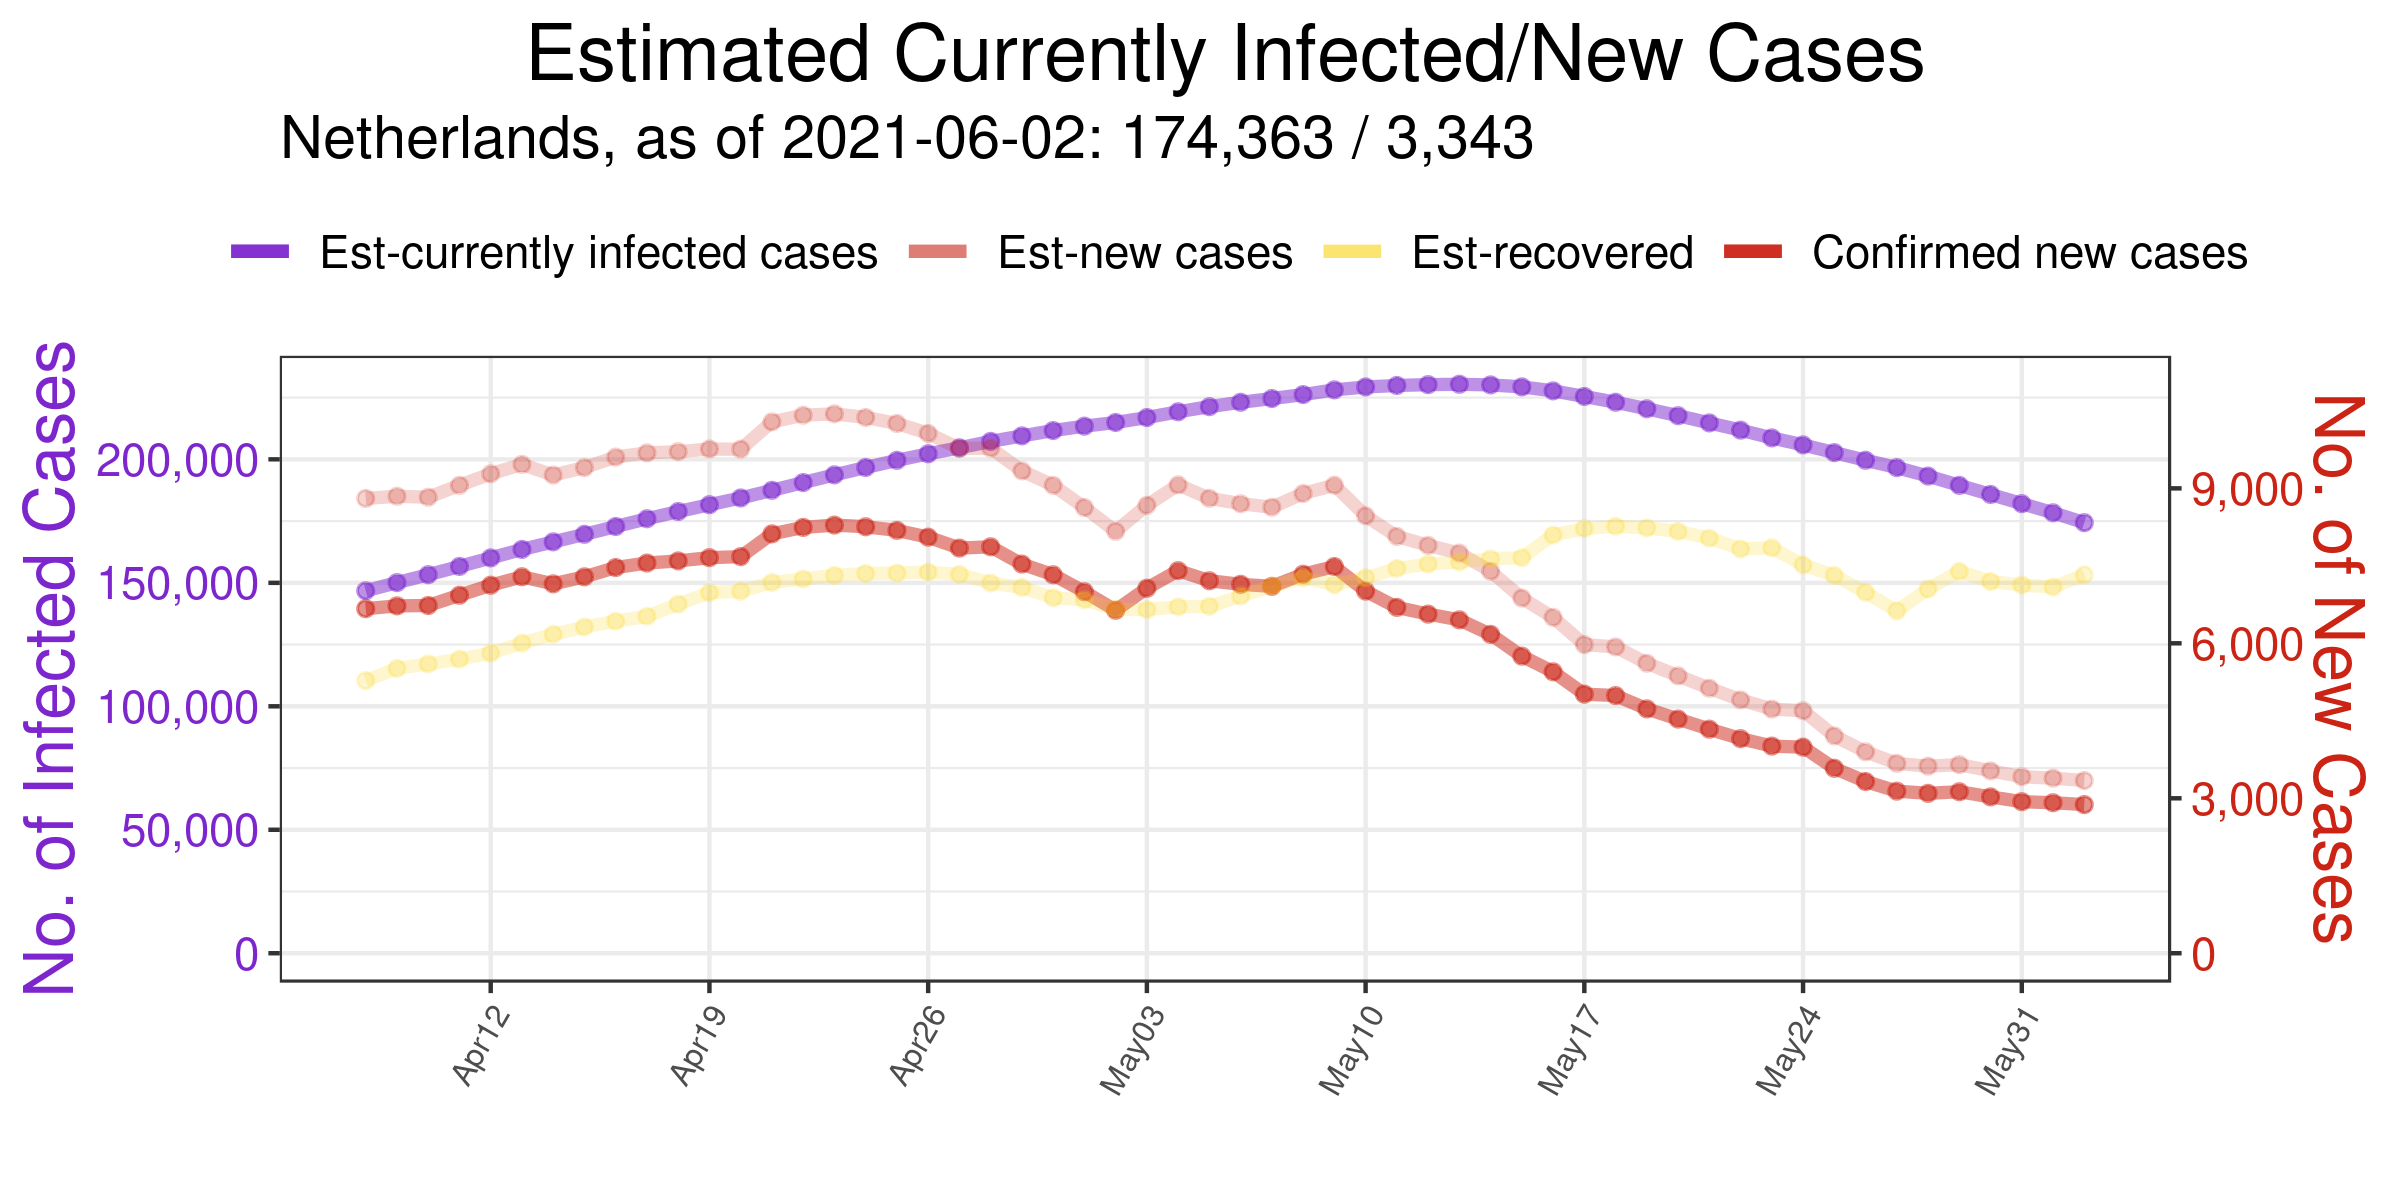 Estimated Currently Infected/New Cases
Netherlands, as of 2021-06-02: 174,363 / 3,343
Est-currently infected cases Est-new cases Est-recovered Confirmed new cases
No. of Infected Cases
200,000
150,000
100,000
50,000
0
9,000
6,000
3,000
0
No. of New Cases
Apr12 Apr19 Apr26 May03 May10 May17 May24 May31